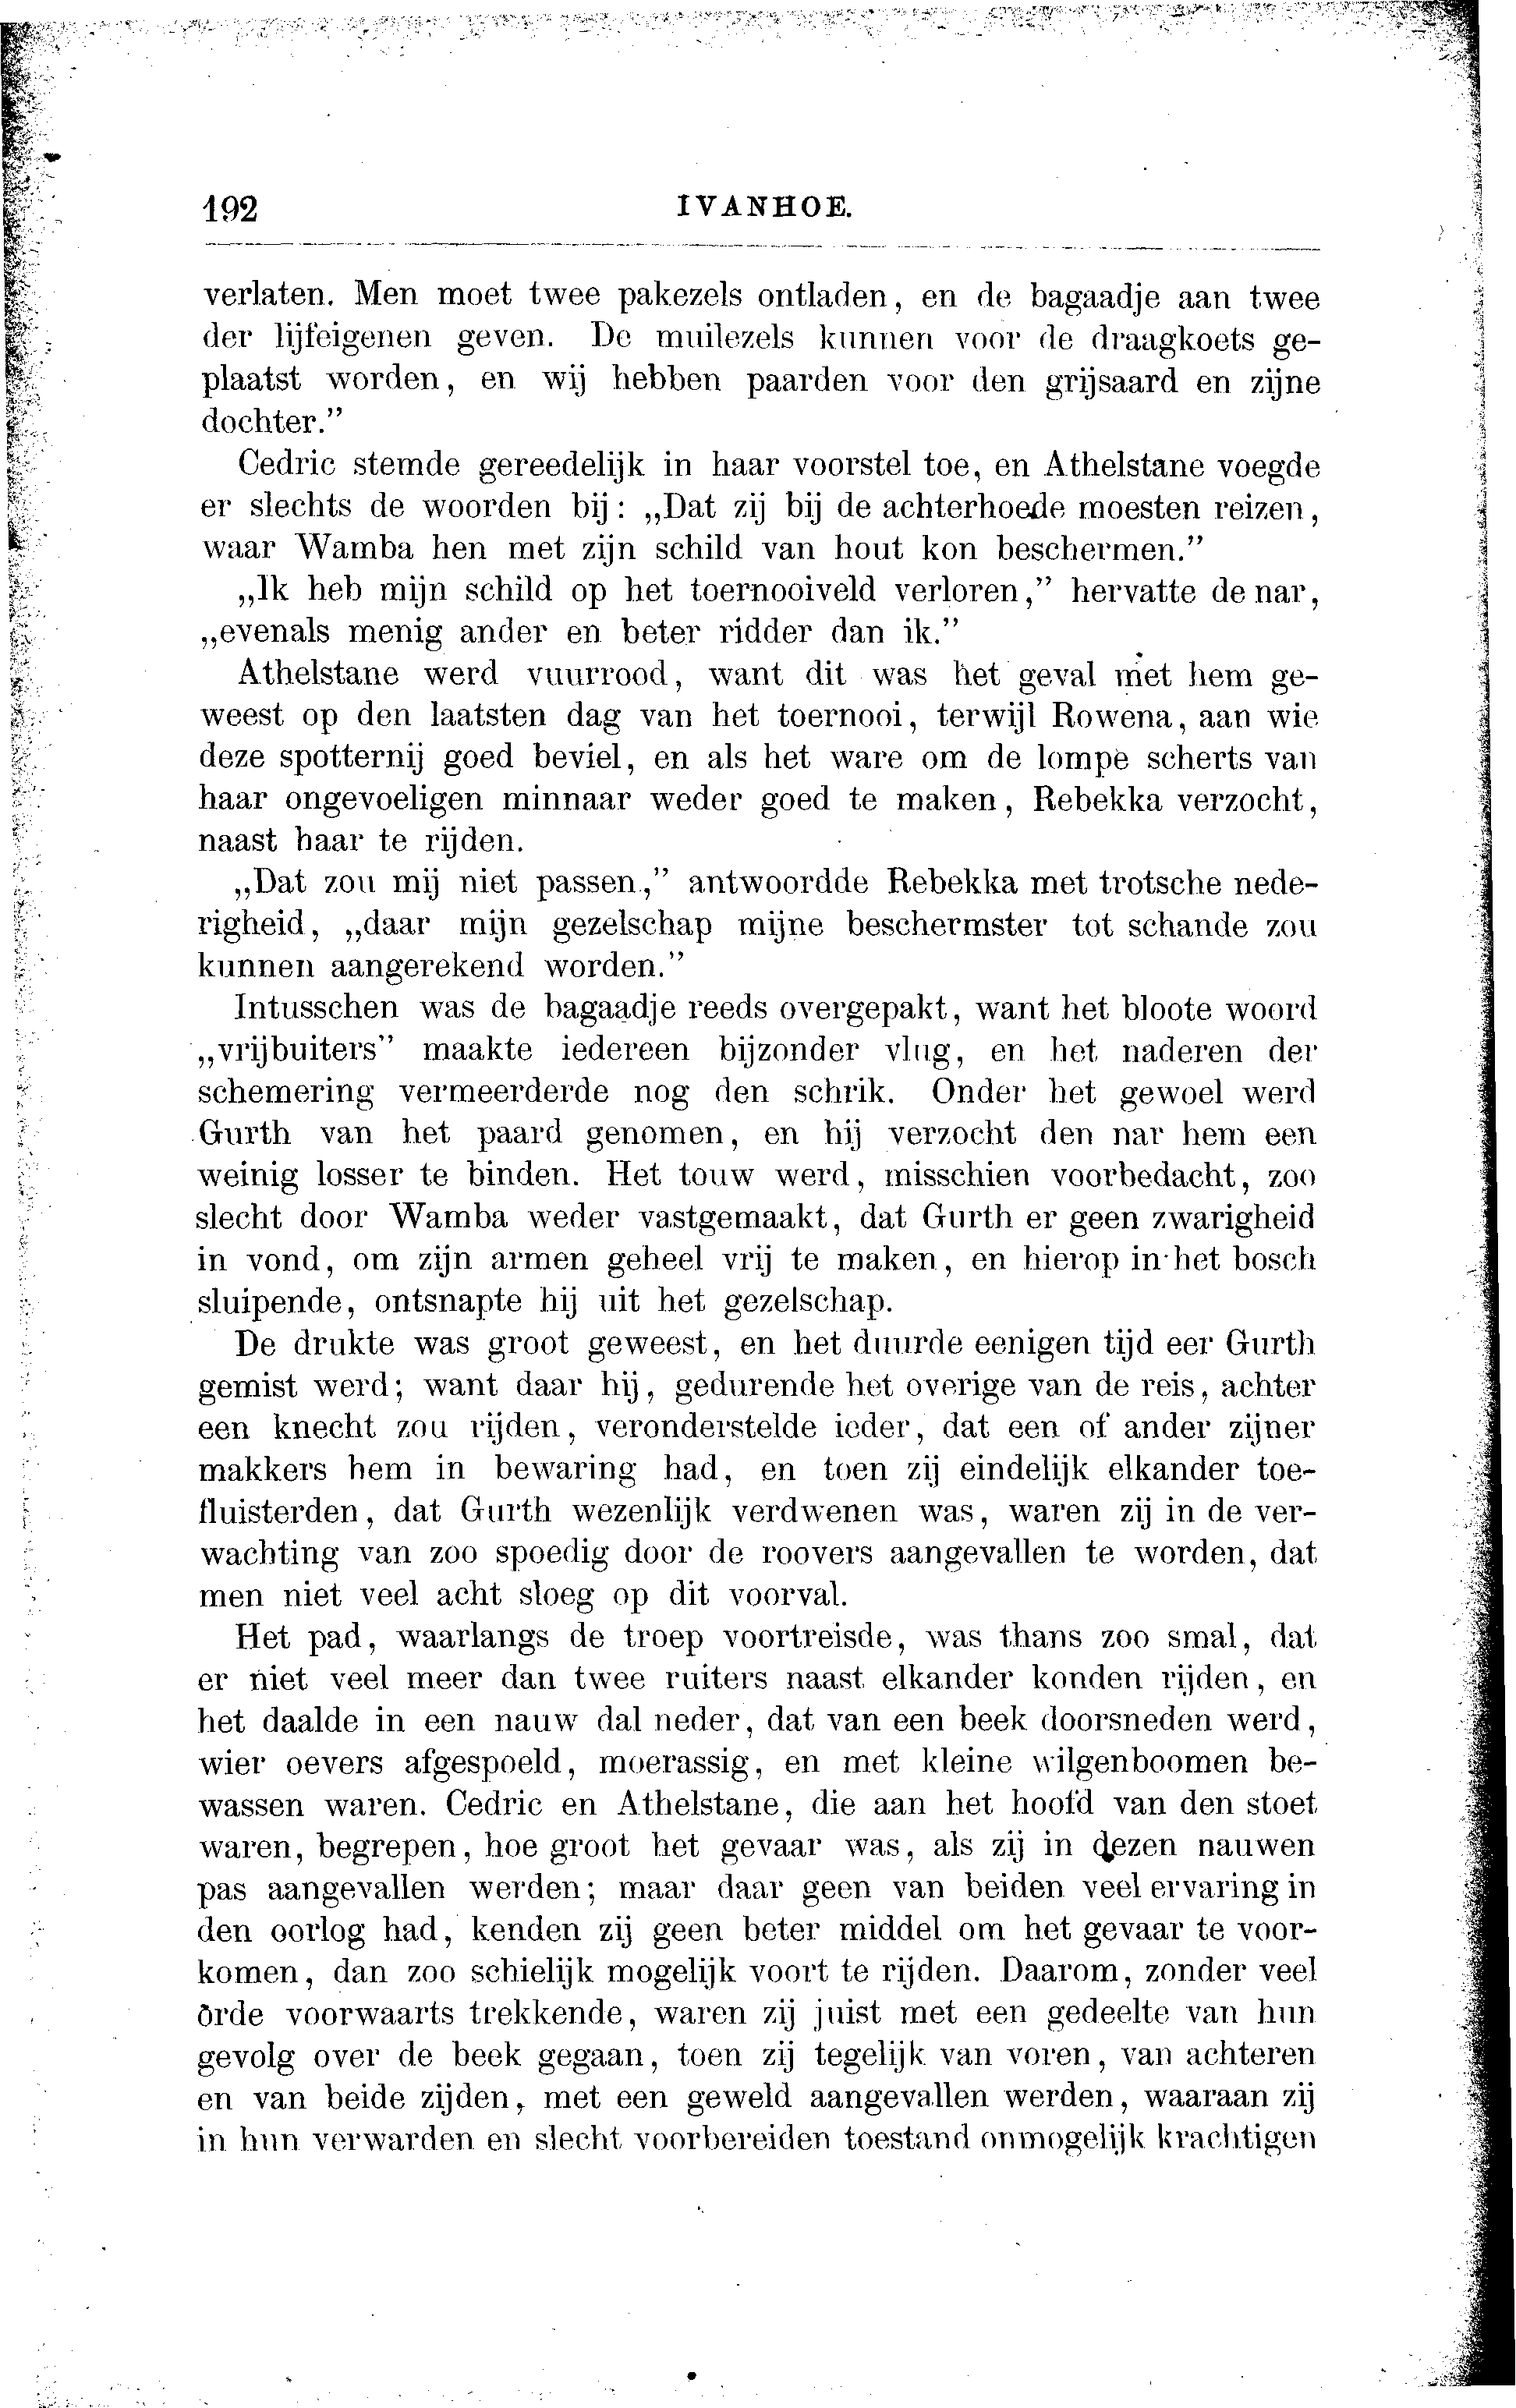 192
IVANHOE.
verlaten. Men moet twee pakezels ontladen, en de bagaadje aan twee
der lijfeigenen geven. De muilezels kunnen voor de draagkoets ge-
plaatst worden, en wij hebben paarden voor den grijsaard en zijne
dochter.”
Cedric stemde gereedelijk in haar voorstel toe, en Athelstane voegde
er slechts de woorden bij: „Dat zij bij de achterhoede moesten reizen,
waar Wamba hen met zijn schild van hout kon beschermen.”
„Ik heb mijn schild op het toernooiveld verloren,” hervatte de nar,
„evenals menig ander en beter ridder dan ik.”
Athelstane werd vuurrood, want dit was het geval met hem ge-
weest op den laatsten dag van het toernooi, terwijl Rowena, aan wie
deze spotternij goed beviel, en als het ware om de lompe scherts van
haar ongevoeligen minnaar weder goed te maken, Rebekka verzocht,
naast haar te rijden.
„Dat zou mij niet passen,” antwoordde Rebekka met trotsche nede-
righeid, „daar mijn gezelschap mijne beschermster tot schande zou
kunnen aangerekend worden.”
Intusschen was de bagaadje reeds overgepakt, want het bloote woord
„vrijbuiters” maakte iedereen bijzonder vlug, en het naderen der
schemering vermeerderde nog den schrik. Onder het gewoel werd
Gurth van het paard genomen, en hij verzocht den nar hem een
weinig losser te binden. Het touw werd, misschien voorbedacht, zoo
slecht door Wamba weder vastgemaakt, dat Gurth er geen zwarigheid
in vond, om zijn armen geheel vrij te maken, en hierop in het bosch
sluipende, ontsnapte hij uit het gezelschap.
De drukte was groot geweest, en het duurde eenigen tijd eer Gurth
gemist werd; want daar hij, gedurende het overige van de reis, achter
een knecht zou rijden, veronderstelde ieder, dat een of ander zijner
makkers hem in bewaring had, en toen zij eindelijk elkander toe-
fluisterden, dat Gurth wezenlijk verdwenen was, waren zij in de ver-
wachting van zoo spoedig door de roovers aangevallen te worden, dat
men niet veel acht sloeg op dit voorval.
Het pad, waarlangs de troep voortreisde, was thans zoo smal, dat
er niet veel meer dan twee ruiters naast elkander konden rijden, en
het daalde in een nauw dal neder, dat van een beek doorsneden werd,
wier oevers afgespoeld, moerassig, en met kleine wilgenboomen be-
wassen waren. Cedric en Athelstane, die aan het hoofd van den stoet
waren, begrepen, hoe groot het gevaar was, als zij in dezen nauwen
pas aangevallen werden; maar daar geen van beiden veel ervaring in
den oorlog had, kenden zij geen beter middel om het gevaar te voor-
komen, dan zoo schielijk mogelijk voort te rijden. Daarom, zonder veel
orde voorwaarts trekkende, waren zij juist met een gedeelte van hun
gevolg over de beek gegaan, toen zij tegelijk van voren, van achteren
en van beide zijden, met een geweld aangevallen werden, waaraan zij
in hun verwarden en slecht voorbereiden toestand onmogelijk krachtigen